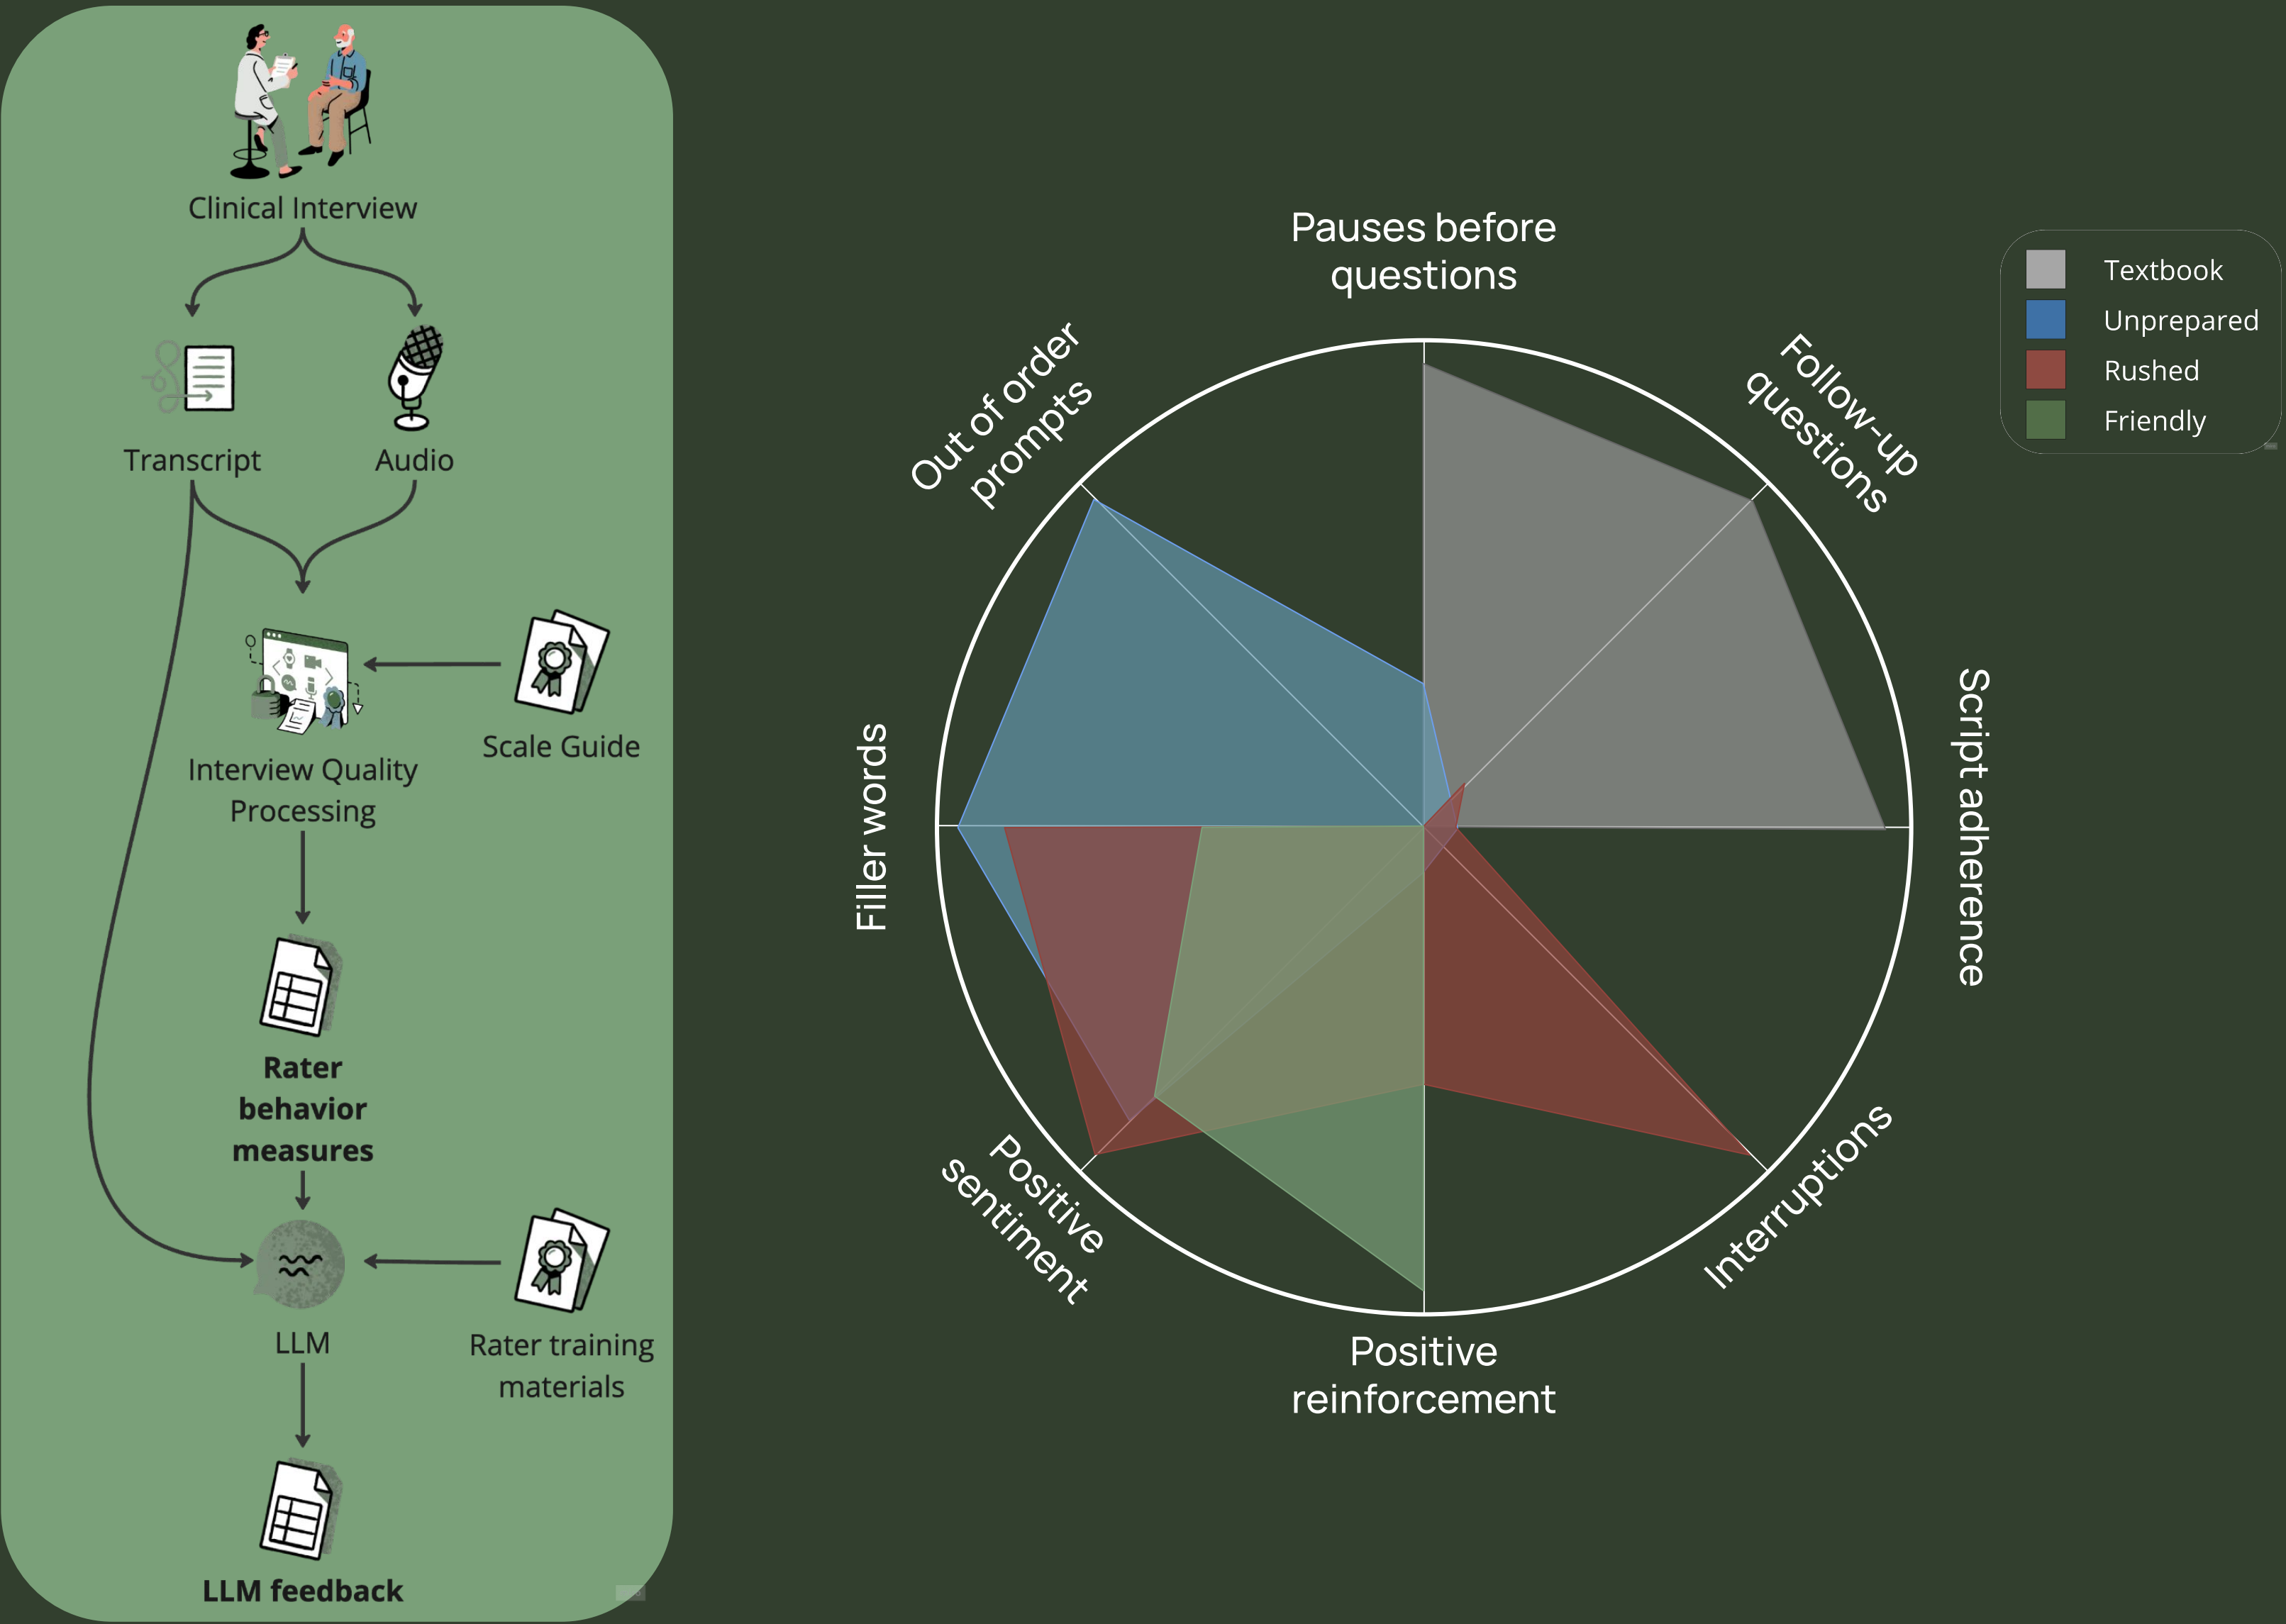 Clinical Interview
Transcript
Audio
Interview Quality
Processing
Scale Guide
Rater
behavior
measures
LLM
Rater training
materials
LLM feedback
Pauses before
questions
Follow-up
questions
Script adherence
Interruptions
Positive
reinforcement
Positive
sentiment
Filler words
Out of order
prompts
Textbook
Unprepared
Rushed
Friendly